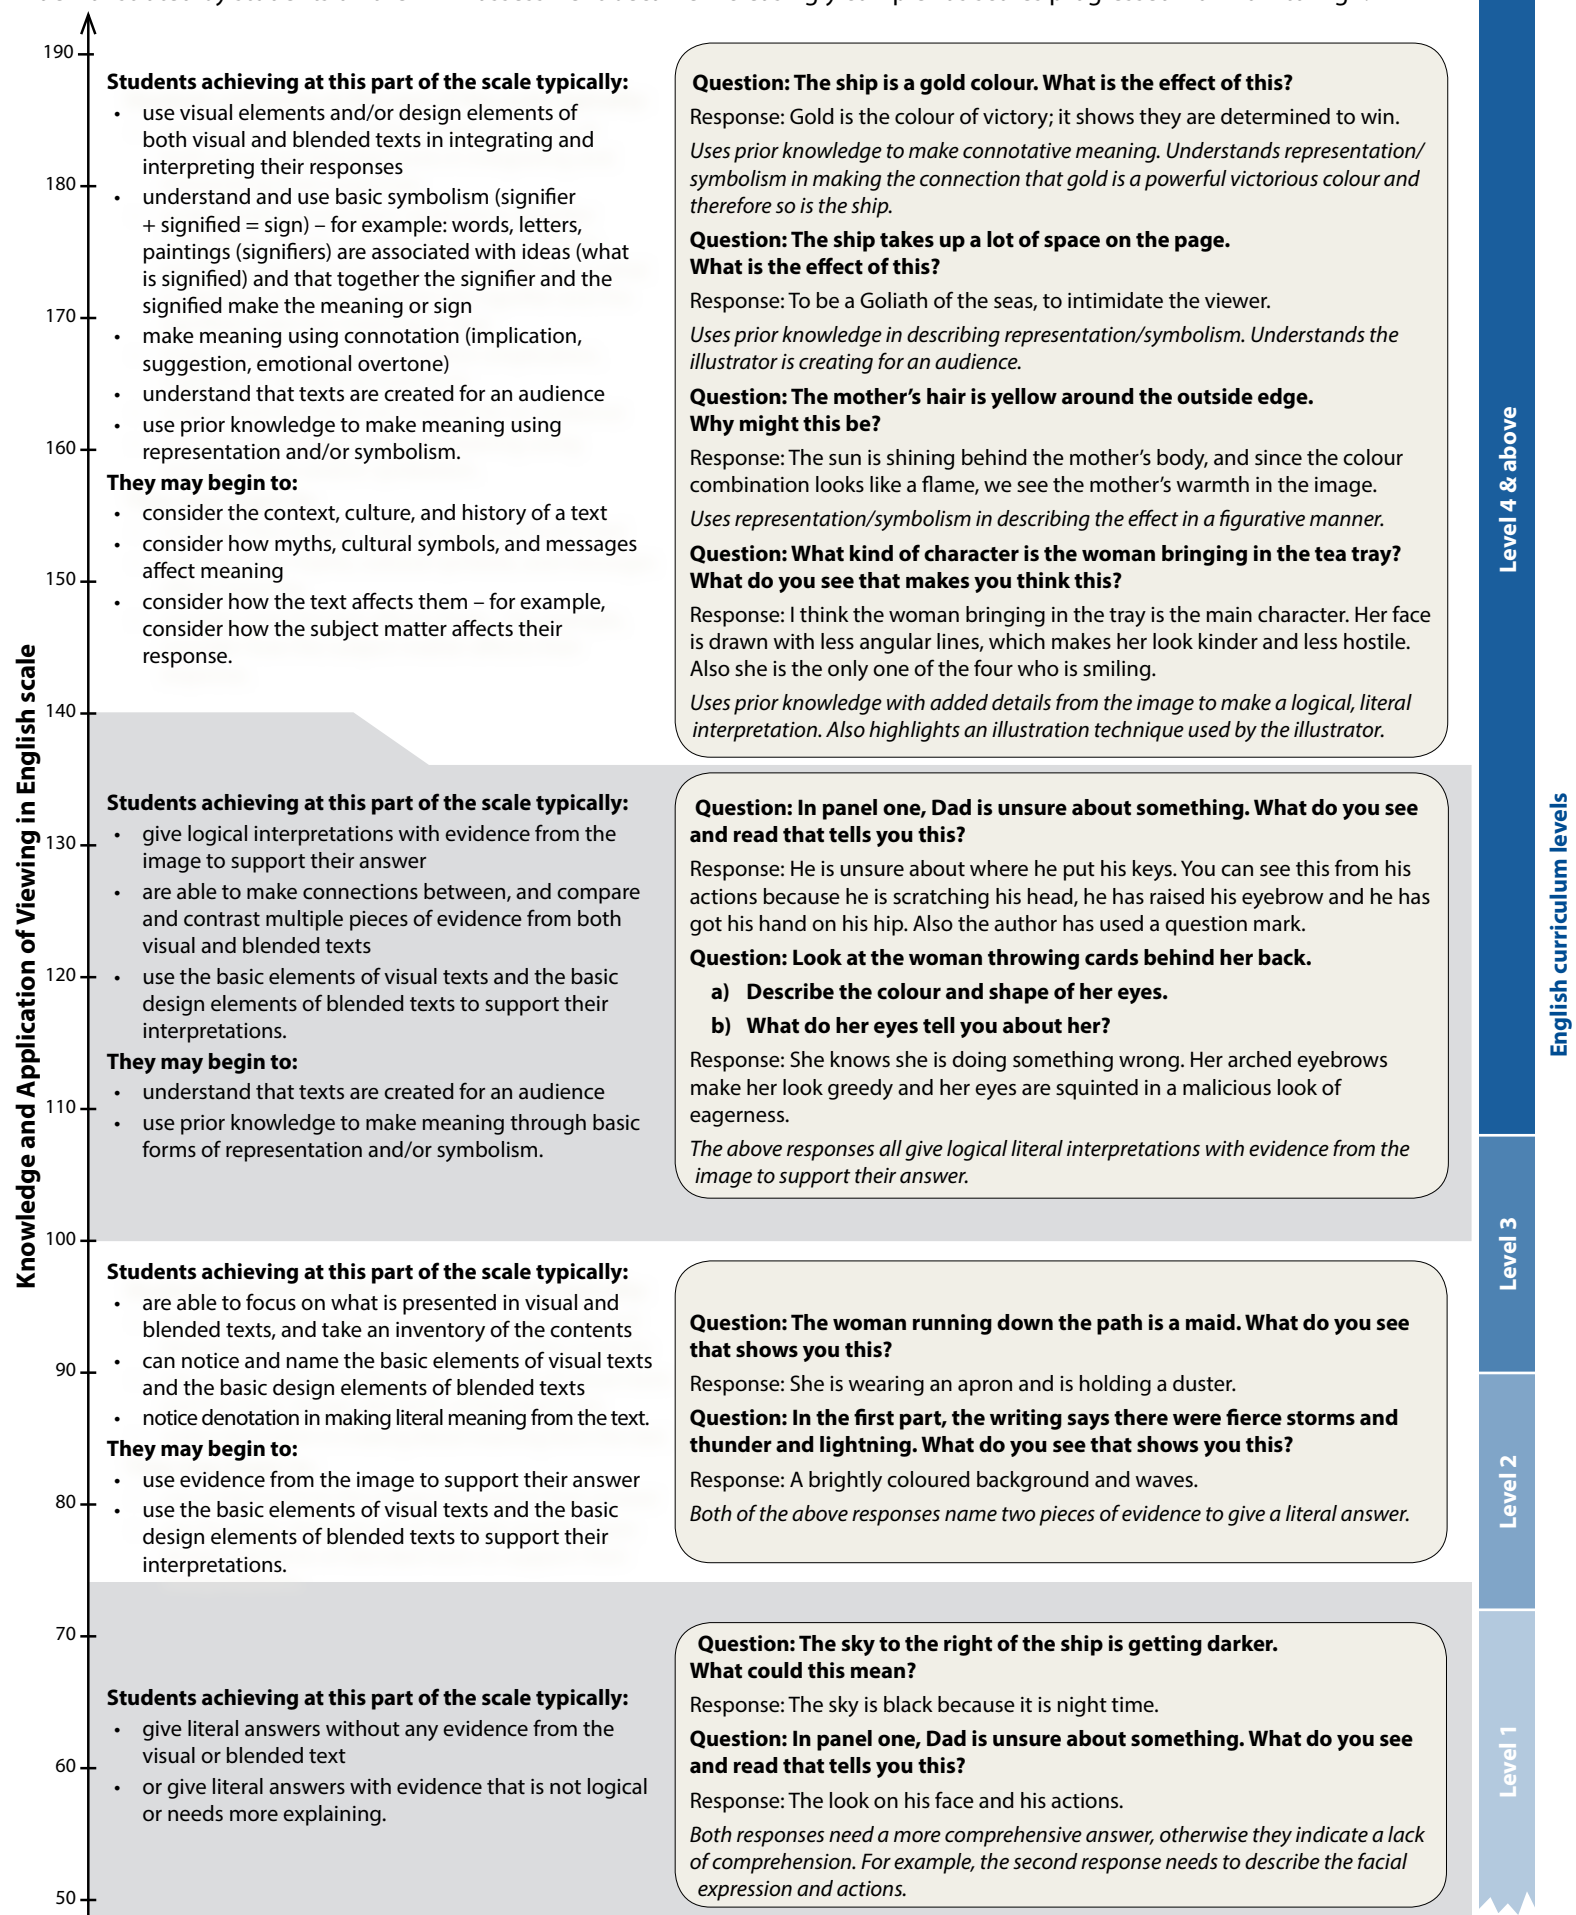 190
180
170
160
150
140
130
120
110
100
90
80
70
60
50
Knowledge and Application of Viewing in English scale
Students achieving at this part of the scale typically:
• use visual elements and/or design elements of
both visual and blended texts in integrating and
interpreting their responses
• understand and use basic symbolism (signifier
+ signified = sign) – for example: words, letters,
paintings (signifiers) are associated with ideas (what
is signified) and that together the signifier and the
signified make the meaning or sign
• make meaning using connotation (implication,
suggestion, emotional overtone)
• understand that texts are created for an audience
• use prior knowledge to make meaning using
representation and/or symbolism.
They may begin to:
• consider the context, culture, and history of a text
• consider how myths, cultural symbols, and messages
affect meaning
• consider how the text affects them – for example,
consider how the subject matter affects their
response.
Question: The ship is a gold colour. What is the effect of this?
Response: Gold is the colour of victory; it shows they are determined to win.
Uses prior knowledge to make connotative meaning. Understands representation/
symbolism in making the connection that gold is a powerful victorious colour and
therefore so is the ship.
Question: The ship takes up a lot of space on the page.
What is the effect of this?
Response: To be a Goliath of the seas, to intimidate the viewer.
Uses prior knowledge in describing representation/symbolism. Understands the
illustrator is creating for an audience.
Question: The mother’s hair is yellow around the outside edge.
Why might this be?
Response: The sun is shining behind the mother’s body, and since the colour
combination looks like a flame, we see the mother’s warmth in the image.
Uses representation/symbolism in describing the effect in a figurative manner.
Question: What kind of character is the woman bringing in the tea tray?
What do you see that makes you think this?
Response: I think the woman bringing in the tray is the main character. Her face
is drawn with less angular lines, which makes her look kinder and less hostile.
Also she is the only one of the four who is smiling.
Uses prior knowledge with added details from the image to make a logical, literal
interpretation. Also highlights an illustration technique used by the illustrator.
Students achieving at this part of the scale typically:
• give logical interpretations with evidence from the
image to support their answer
• are able to make connections between, and compare
and contrast multiple pieces of evidence from both
visual and blended texts
• use the basic elements of visual texts and the basic
design elements of blended texts to support their
interpretations.
They may begin to:
• understand that texts are created for an audience
• use prior knowledge to make meaning through basic
forms of representation and/or symbolism.
Question: In panel one, Dad is unsure about something. What do you see
and read that tells you this?
Response: He is unsure about where he put his keys. You can see this from his
actions because he is scratching his head, he has raised his eyebrow and he has
got his hand on his hip. Also the author has used a question mark.
Question: Look at the woman throwing cards behind her back.
a) Describe the colour and shape of her eyes.
b) What do her eyes tell you about her?
Response: She knows she is doing something wrong. Her arched eyebrows
make her look greedy and her eyes are squinted in a malicious look of
eagerness.
The above responses all give logical literal interpretations with evidence from the
image to support their answer.
Students achieving at this part of the scale typically:
• are able to focus on what is presented in visual and
blended texts, and take an inventory of the contents
• can notice and name the basic elements of visual texts
and the basic design elements of blended texts
• notice denotation in making literal meaning from the text.
They may begin to:
• use evidence from the image to support their answer
• use the basic elements of visual texts and the basic
design elements of blended texts to support their
interpretations.
Question: The woman running down the path is a maid. What do you see
that shows you this?
Response: She is wearing an apron and is holding a duster.
Question: In the first part, the writing says there were fierce storms and
thunder and lightning. What do you see that shows you this?
Response: A brightly coloured background and waves.
Both of the above responses name two pieces of evidence to give a literal answer.
Students achieving at this part of the scale typically:
• give literal answers without any evidence from the
visual or blended text
• or give literal answers with evidence that is not logical
or needs more explaining.
Question: The sky to the right of the ship is getting darker.
What could this mean?
Response: The sky is black because it is night time.
Question: In panel one, Dad is unsure about something. What do you see
and read that tells you this?
Response: The look on his face and his actions.
Both responses need a more comprehensive answer, otherwise they indicate a lack
of comprehension. For example, the second response needs to describe the facial
expression and actions.
Level 4 & above
Level 3
Level 2
Level 1
English curriculum levels